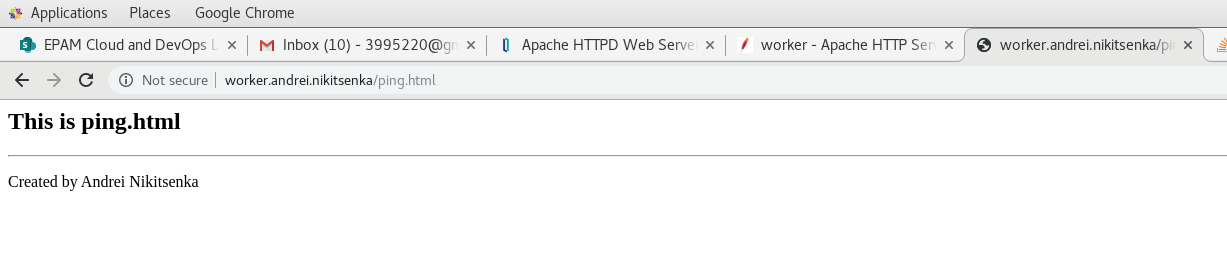 Applications Places Google Chrome
EPAM Cloud and DevOps L Inbox (10) - 3995220@gn Apache HTTPD Web Serve worker - Apache HTTP Ser worker.andrei.nikitsenka/pi
Not secure worker.andrei.nikitsenka/ping.html
This is ping.html
Created by Andrei Nikitsenka